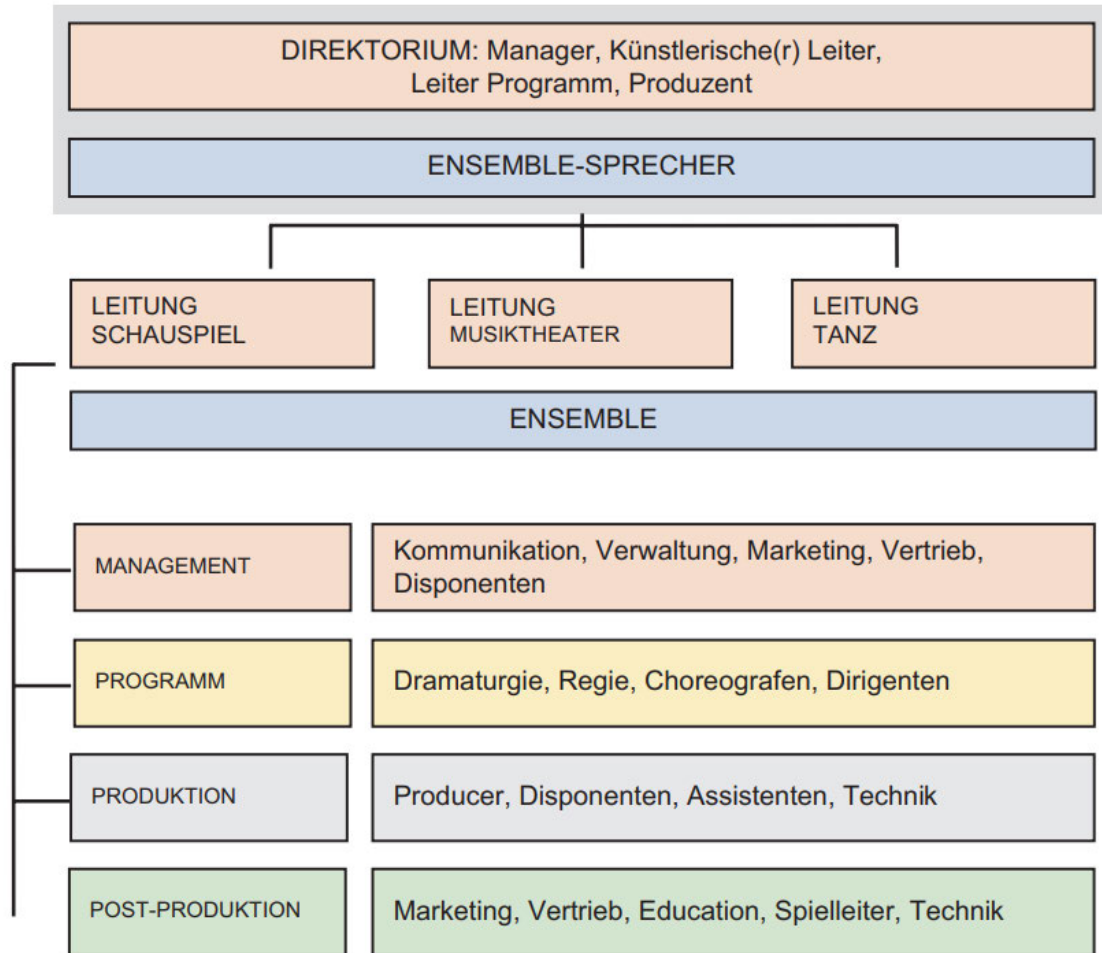 DIREKTORIUM: Manager, Künstlerische(r) Leiter,
Leiter Programm, Produzent
ENSEMBLE-SPRECHER
LEITUNG
SCHAUSPIEL
LEITUNG
MUSIKTHEATER
LEITUNG
TANZ
ENSEMBLE
MANAGEMENT
Kommunikation, Verwaltung, Marketing, Vertrieb,
Disponenten
PROGRAMM
Dramaturgie, Regie, Choreografen, Dirigenten
PRODUKTION
Producer, Disponenten, Assistenten, Technik
POST-PRODUKTION
Marketing, Vertrieb, Education, Spielleiter, Technik